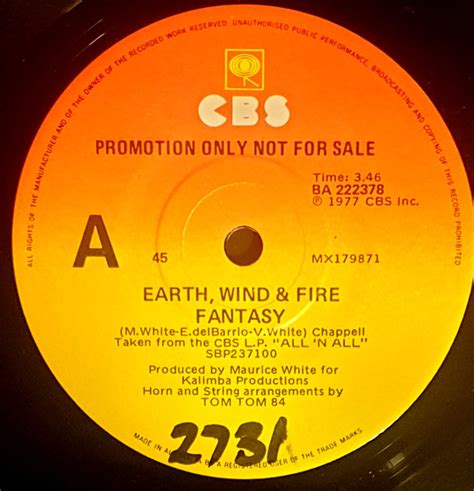 ALL RIGHTS OF THE MANUFACTURER AND OF THE OWNER OF THE RECORDED WORK RESERVED. UNAUTHORISED PUBLIC PERFORMANCE, BROADCASTING AND COPYING OF THIS RECORD PROHIBITED
CBS
PROMOTION ONLY NOT FOR SALE
Time: 3.46
BA 222378
℗ 1977 CBS Inc.
A
45
MX179871
EARTH, WIND & FIRE
FANTASY
(M.White-E.delBarrio-V.White) Chappell
Taken from the CBS L.P. "ALL 'N ALL"
SBP237100
Produced by Maurice White for
Kalimba Productions
Horn and String arrangements by
TOM TOM 84
2731
MADE IN A REGISTERED USER OF THE TRADE MARKS